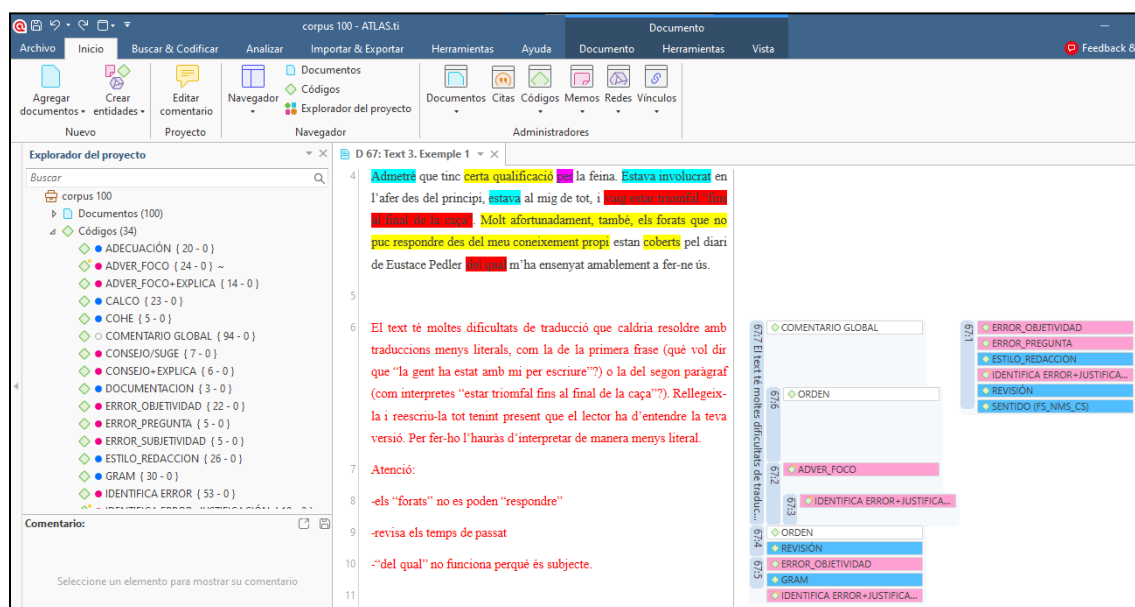 corpus 100 - ATLAS.ti
Documento
Archivo Inicio Buscar & Codificar Analizar Importar & Exportar Herramientas Ayuda Documento Herramientas Vista
Feedback &
Agregar documentos
Crear entidades
Editar comentario
Navegador
Documentos
Códigos
Explorador del proyecto
Documentos Citas Códigos Memos Redes Vínculos
Nuevo Proyecto Navegador Administradores
Explorador del proyecto
Buscar
corpus 100
Documentos (100)
Códigos (34)
ADECUACIÓN { 20 - 0 }
ADVER_FOCO { 24 - 0 } ~
ADVER_FOCO+EXPLICA { 14 - 0 }
CALCO { 23 - 0 }
COHE { 5 - 0 }
COMENTARIO GLOBAL { 94 - 0 }
CONSEJO/SUGE { 7 - 0 }
CONSEJO+EXPLICA { 6 - 0 }
DOCUMENTACION { 3 - 0 }
ERROR_OBJETIVIDAD { 22 - 0 }
ERROR_PREGUNTA { 5 - 0 }
ERROR_SUBJETIVIDAD { 5 - 0 }
ESTILO_REDACCION { 26 - 0 }
GRAM { 30 - 0 }
IDENTIFICA ERROR { 53 - 0 }
Comentario:
Seleccione un elemento para mostrar su comentario
D 67: Text 3. Exemple 1
4 Admetré que tinc certa qualificació per la feina. Estava involucrat en
l'afer des del principi, estava al mig de tot, i vaig estar triomfal "fins
al final de la caça". Molt afortunadament, també, els forats que no
puc respondre des del meu coneixement propi estan coberts pel diari
de Eustace Pedler del qual m'ha ensenyat amablement a fer-ne ús.
5
6 El text té moltes dificultats de traducció que caldria resoldre amb
traduccions menys literals, com la de la primera frase (què vol dir
que "la gent ha estat amb mi per escriure"?) o la del segon paràgraf
(com interpretes "estar triomfal fins al final de la caça"?). Rellegeix-
la i reescriu-la tot tenint present que el lector ha d'entendre la teva
versió. Per fer-ho l'hauràs d'interpretar de manera menys literal.
7 Atenció:
8 -els "forats" no es poden "respondre"
9 -revisa els temps de passat
10 -"del qual" no funciona perquè és subjecte.
11
67:7 El text té moltes dificultats de traduc...
COMENTARIO GLOBAL
67:6
ORDEN
67:2
ADVER_FOCO
67:3
IDENTIFICA ERROR+JUSTIFICA...
67:4
ORDEN
REVISIÓN
67:5
ERROR_OBJETIVIDAD
GRAM
IDENTIFICA ERROR+JUSTIFICA...
67:1
ERROR_OBJETIVIDAD
ERROR_PREGUNTA
ESTILO_REDACCION
IDENTIFICA ERROR+JUSTIFICA...
REVISIÓN
SENTIDO (FS_NMS_CS)